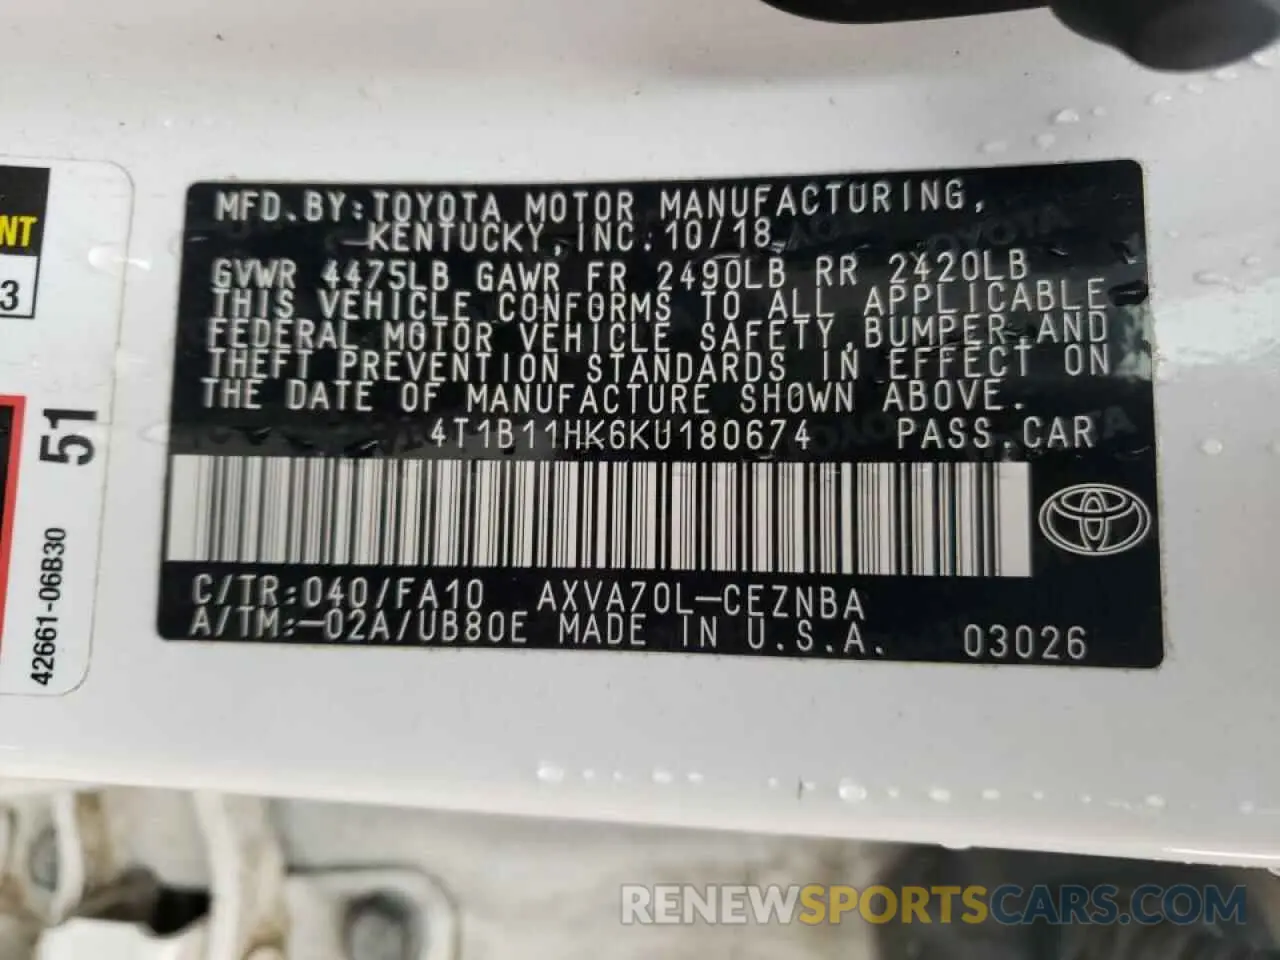 MFD.BY:TOYOTA MOTOR MANUFACTURING,
KENTUCKY,INC.10/18
GVWR 4475LB GAWR FR 2490LB RR 2420LB
THIS VEHICLE CONFORMS TO ALL APPLICABLE
FEDERAL MOTOR VEHICLE SAFETY,BUMPER,AND
THEFT PREVENTION STANDARDS IN EFFECT ON
THE DATE OF MANUFACTURE SHOWN ABOVE.
4T1B11HK6KU180674 PASS.CAR
C/TR:040/FA10 AXVA70L-CEZNBA
A/TM:-02A/UB80E MADE IN U.S.A. 03026
NT
3
51
42661-06B30
RENEWSPORTSCARS.COM